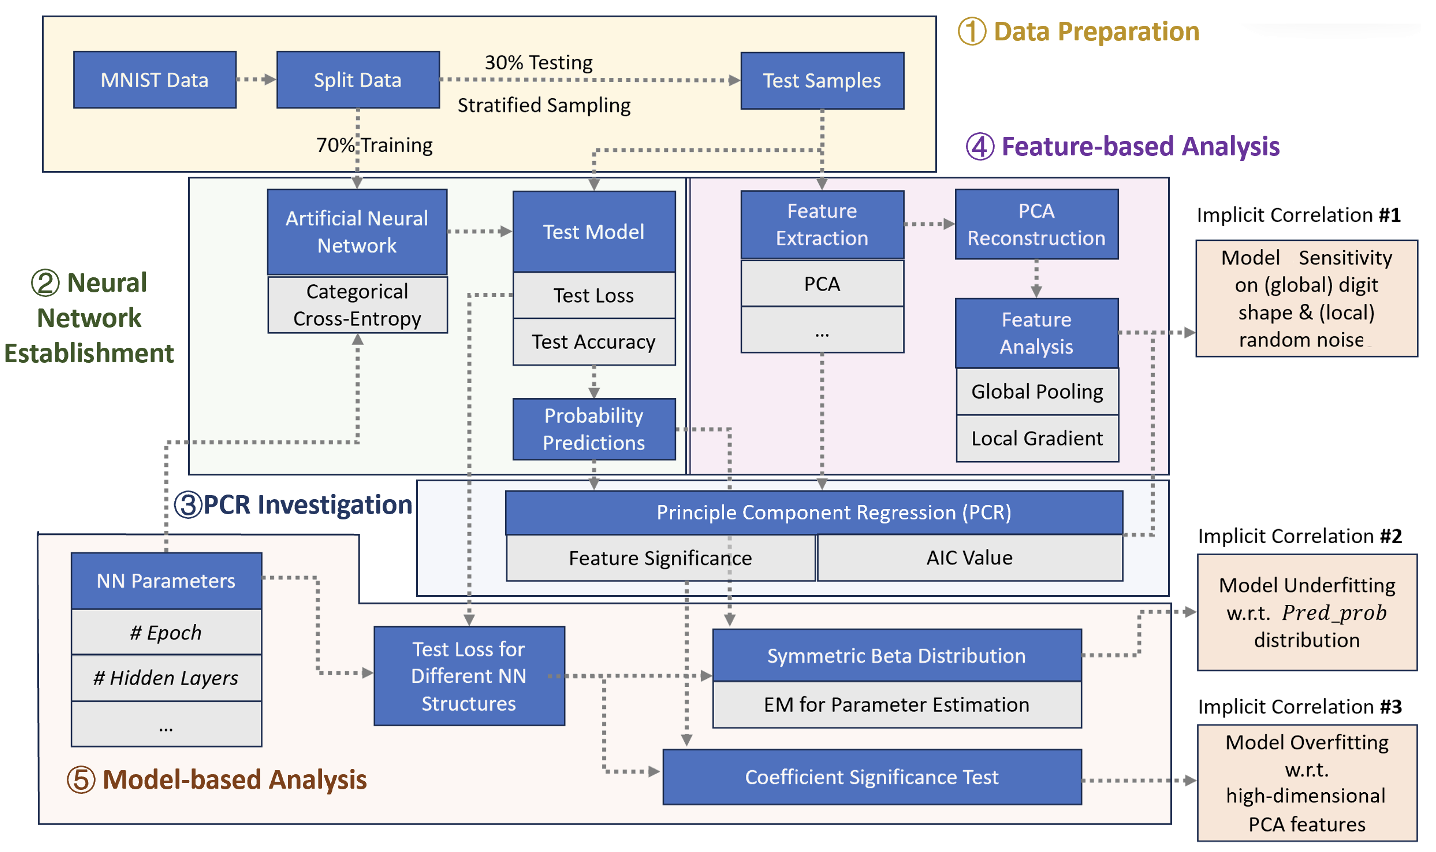 ① Data Preparation
MNIST Data
Split Data
30% Testing
Stratified Sampling
Test Samples
70% Training
④ Feature-based Analysis
② Neural
Network
Establishment
Artificial Neural
Network
Categorical
Cross-Entropy
Test Model
Test Loss
Test Accuracy
Probability
Predictions
Feature
Extraction
PCA
...
PCA
Reconstruction
Feature
Analysis
Global Pooling
Local Gradient
Implicit Correlation #1
Model Sensitivity
on (global) digit
shape & (local)
random noise
③PCR Investigation
Principle Component Regression (PCR)
Feature Significance
AIC Value
NN Parameters
# Epoch
# Hidden Layers
...
Test Loss for
Different NN
Structures
Symmetric Beta Distribution
EM for Parameter Estimation
Coefficient Significance Test
⑤ Model-based Analysis
Implicit Correlation #2
Model Underfitting
w.r.t. Pred_prob
distribution
Implicit Correlation #3
Model Overfitting
w.r.t.
high-dimensional
PCA features